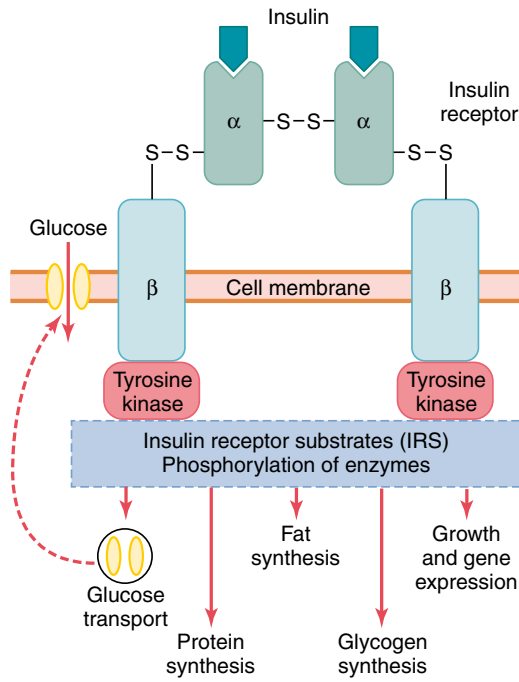 Insulin
Insulin
receptor
α
α
–S–S–
S–S–
–S–S
Glucose
β
β
Cell membrane
Tyrosine
kinase
Tyrosine
kinase
Insulin receptor substrates (IRS)
Phosphorylation of enzymes
Glucose
transport
Protein
synthesis
Fat
synthesis
Glycogen
synthesis
Growth
and gene
expression